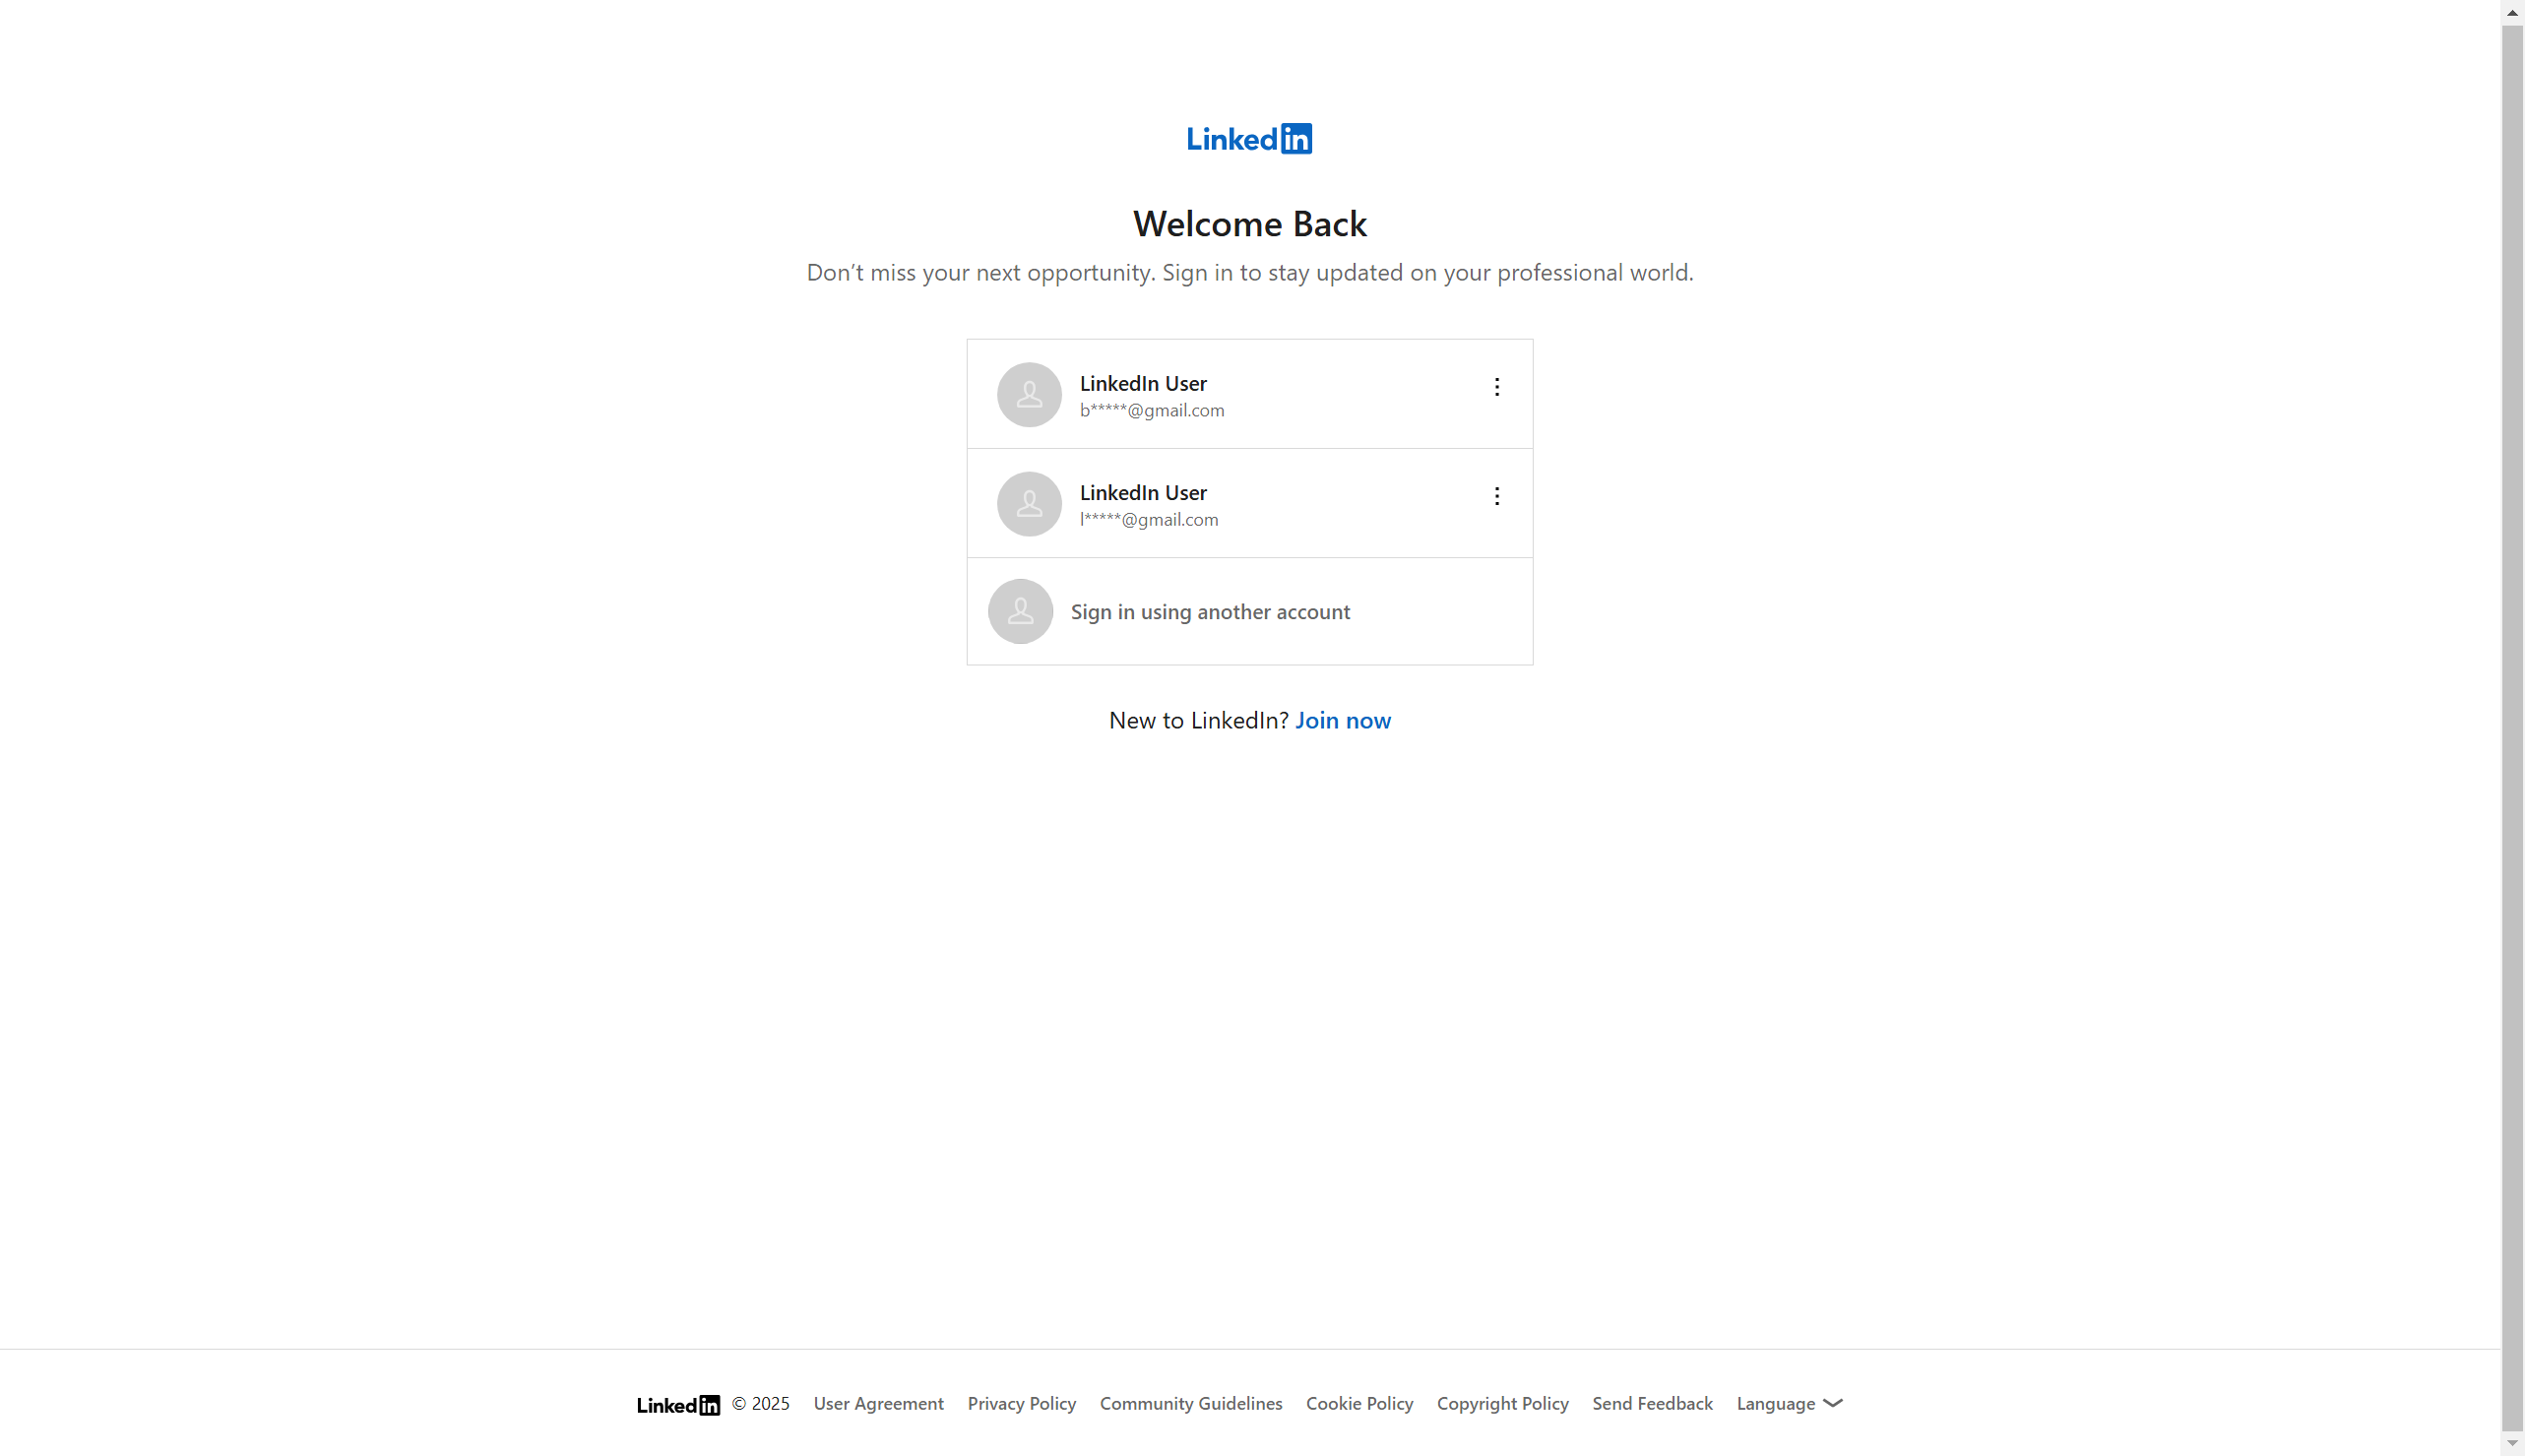 LinkedIn
Welcome Back
Don’t miss your next opportunity. Sign in to stay updated on your professional world.
LinkedIn User
b*****@gmail.com
LinkedIn User
l*****@gmail.com
Sign in using another account
New to LinkedIn? Join now
LinkedIn © 2025 User Agreement Privacy Policy Community Guidelines Cookie Policy Copyright Policy Send Feedback Language